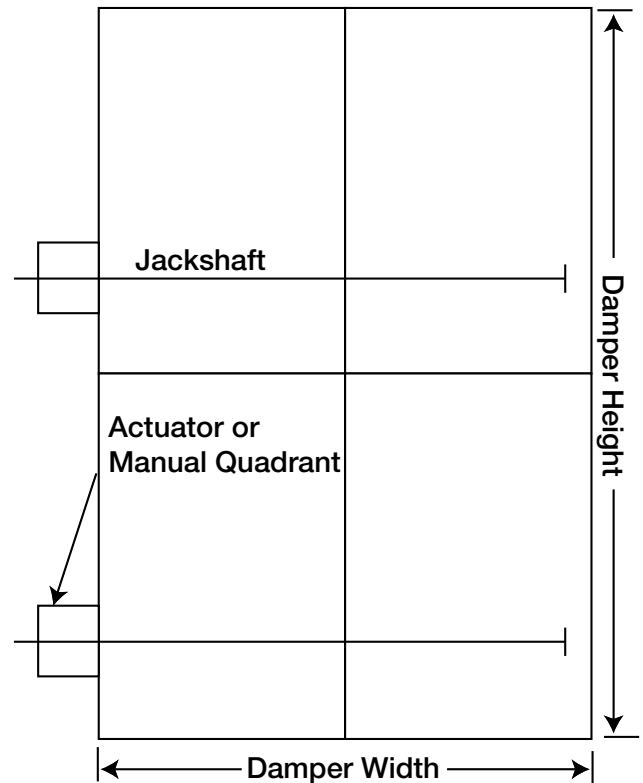 Jackshaft
Damper Height
Actuator or
Manual Quadrant
Damper Width